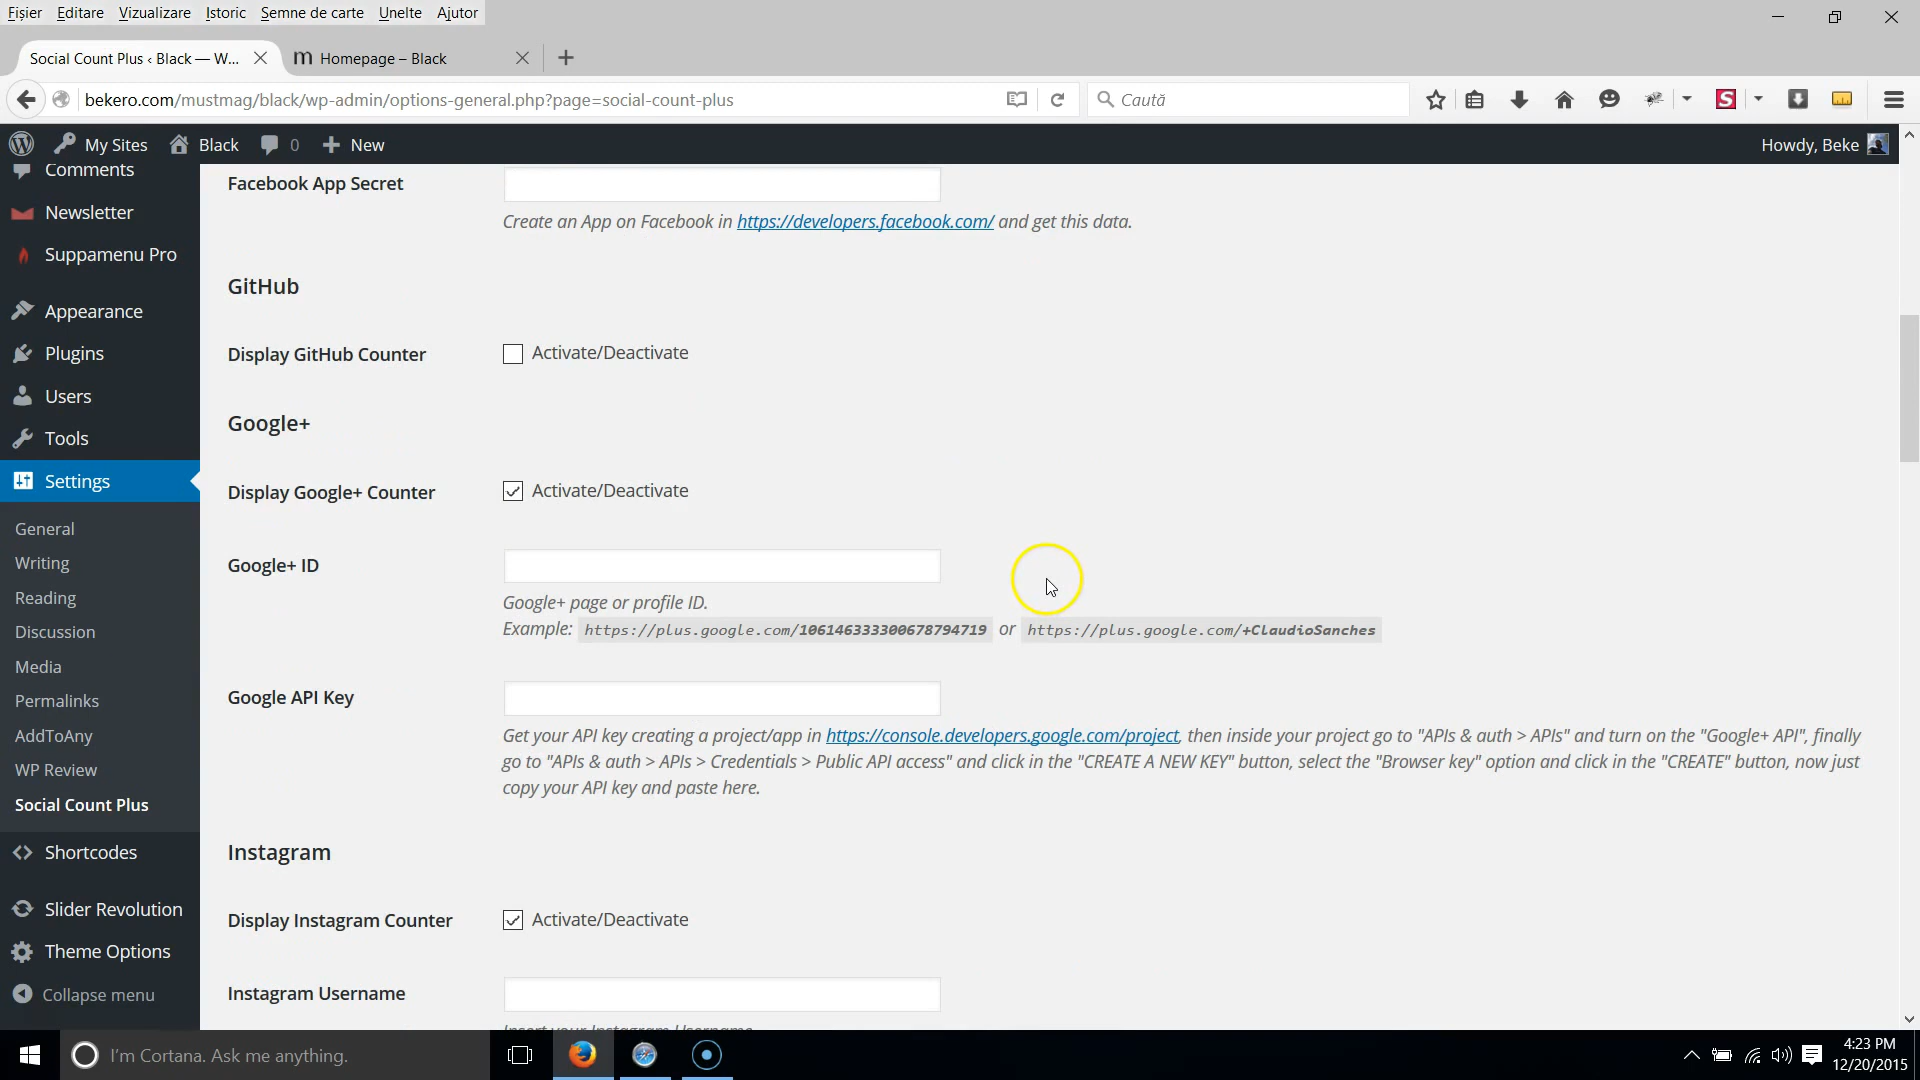 Fișier Editare Vizualizare Istoric Semne de carte Unelte Ajutor
Social Count Plus ‹ Black — W...
Homepage – Black
bekero.com/mustmag/black/wp-admin/options-general.php?page=social-count-plus
Caută
My Sites
Black
0
New
Howdy, Beke
Comments
Newsletter
Suppamenu Pro
Appearance
Plugins
Users
Tools
Settings
General
Writing
Reading
Discussion
Media
Permalinks
AddToAny
WP Review
Social Count Plus
Shortcodes
Slider Revolution
Theme Options
Collapse menu
Facebook App Secret
Create an App on Facebook in https://developers.facebook.com/ and get this data.
GitHub
Display GitHub Counter
Activate/Deactivate
Google+
Display Google+ Counter
Activate/Deactivate
Google+ ID
Google+ page or profile ID.
Example: https://plus.google.com/106146333300678794719 or https://plus.google.com/+ClaudioSanches
Google API Key
Get your API key creating a project/app in https://console.developers.google.com/project, then inside your project go to "APIs & auth > APIs" and turn on the "Google+ API", finally
go to "APIs & auth > APIs > Credentials > Public API access" and click in the "CREATE A NEW KEY" button, select the "Browser key" option and click in the "CREATE" button, now just
copy your API key and paste here.
Instagram
Display Instagram Counter
Activate/Deactivate
Instagram Username
Insert your Instagram Username.
I'm Cortana. Ask me anything.
4:23 PM
12/20/2015